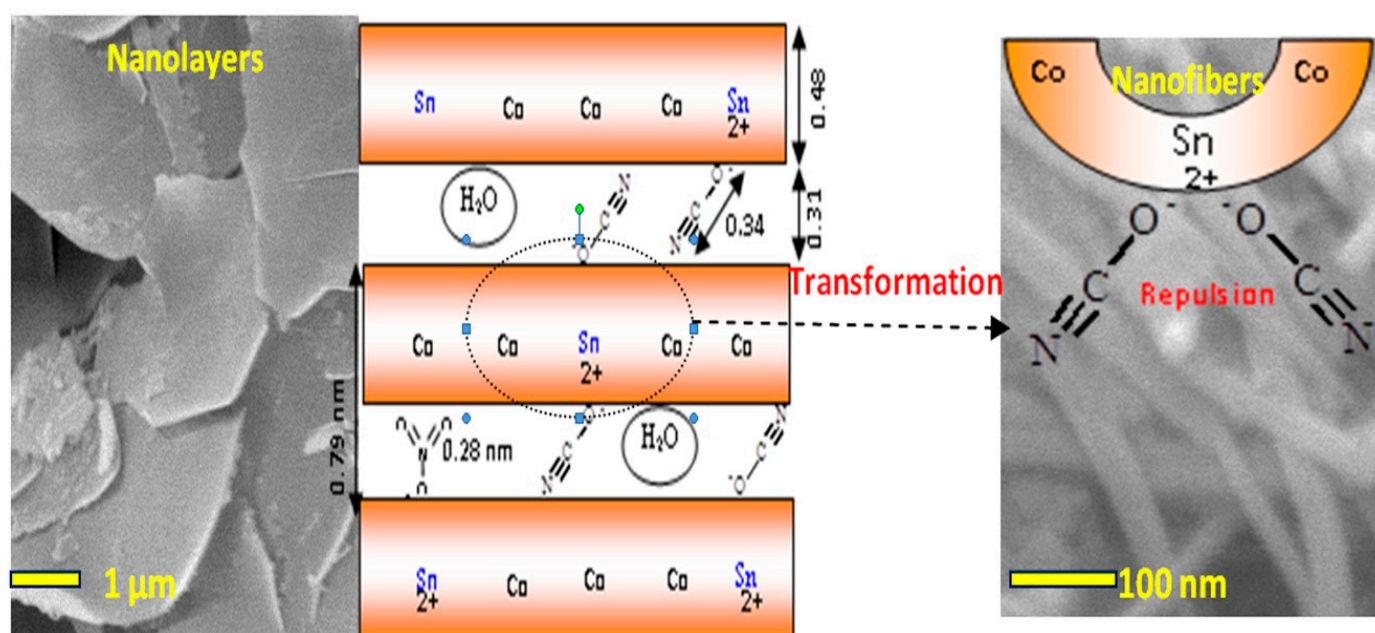 Nanolayers
Sn Co Co Co Sn
2+
0.48
H₂O
O⁻ C N
N C O⁻
0.34
0.31
Co Co Sn Co Co
2+
0.79 nm
N
0.28 nm
N C O⁻
H₂O
⁻O C N
Sn Co Co Co Sn
2+ 2+
1 µm
Transformation
Co Nanofibers Co
Sn
2+
O⁻ ⁻O
C Repulsion C
N N
100 nm